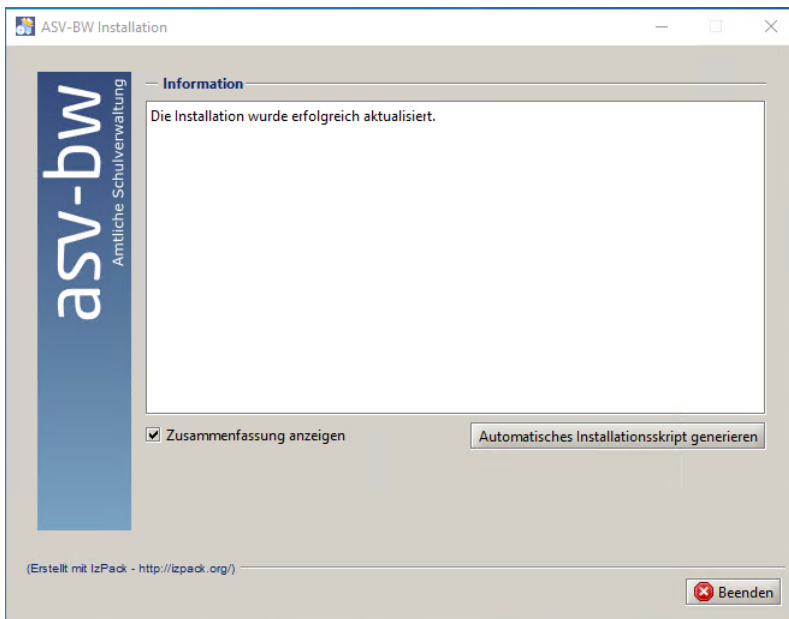 ASV-BW Installation
asv-bw
Amtliche Schulverwaltung
Information
Die Installation wurde erfolgreich aktualisiert.
Zusammenfassung anzeigen
Automatisches Installationsskript generieren
(Erstellt mit IzPack - http://izpack.org/)
Beenden